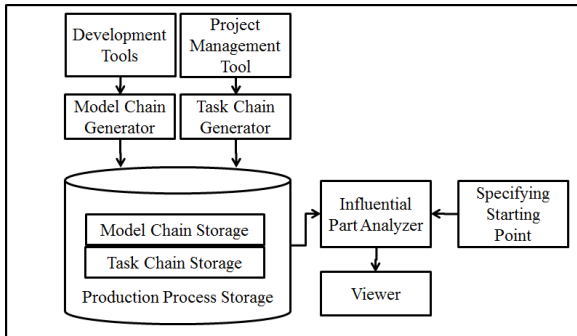 Development
Tools
Project
Management
Tool
Model Chain
Generator
Task Chain
Generator
Model Chain Storage
Task Chain Storage
Production Process Storage
Influential
Part Analyzer
Specifying
Starting
Point
Viewer